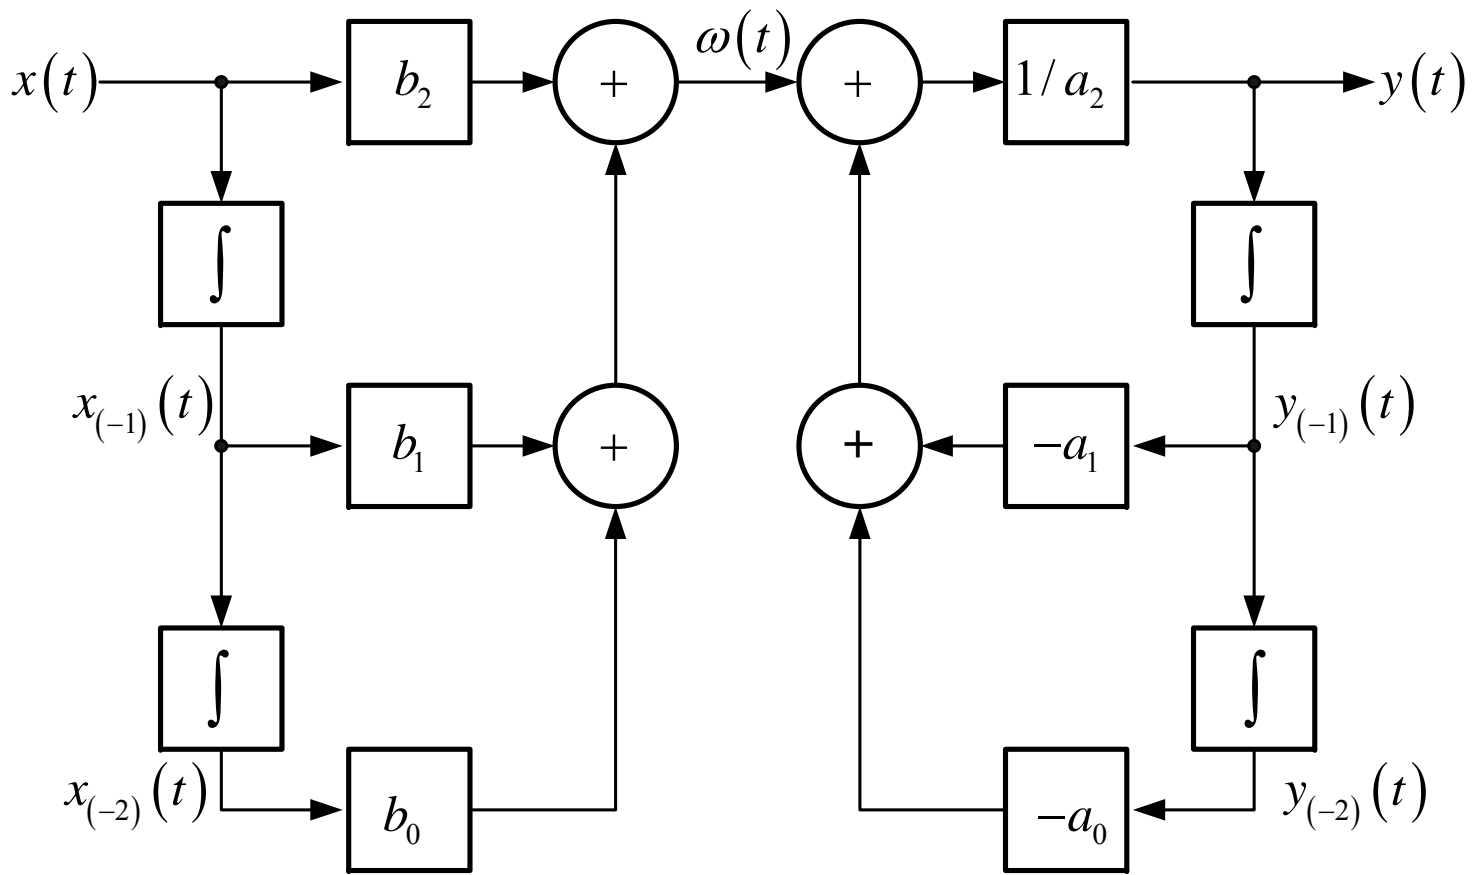 x(t) b₂ + ω(t) + 1/a₂ y(t)
∫ ∫
x₍₋₁₎(t) y₍₋₁₎(t)
b₁ + + −a₁
∫ ∫
x₍₋₂₎(t) y₍₋₂₎(t)
b₀ −a₀